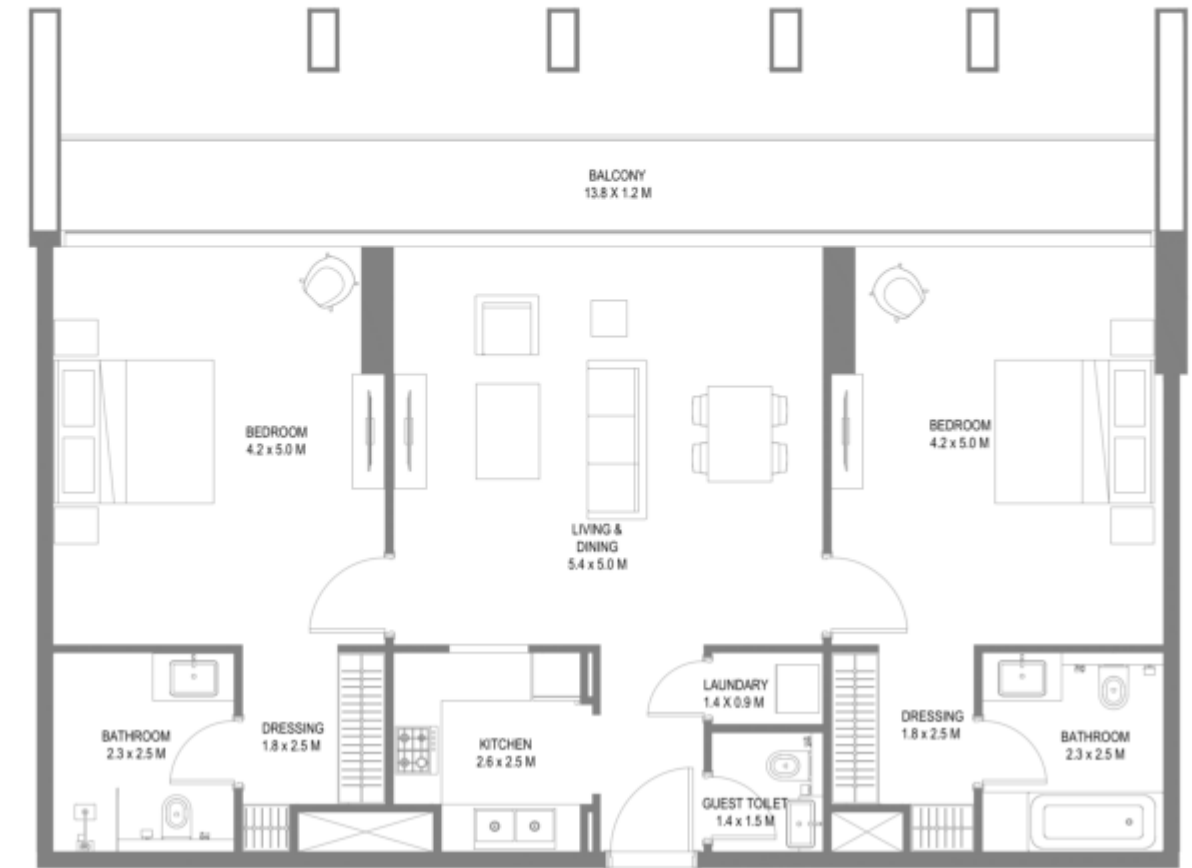 BALCONY
13.8 X 1.2 M
BEDROOM
4.2 x 5.0 M
BEDROOM
4.2 x 5.0 M
LIVING &
DINING
5.4 x 5.0 M
LAUNDARY
1.4 X 0.9 M
DRESSING
1.8 x 2.5 M
BATHROOM
2.3 x 2.5 M
KITCHEN
2.6 x 2.5 M
DRESSING
1.8 x 2.5 M
BATHROOM
2.3 x 2.5 M
GUEST TOILET
1.4 x 1.5 M